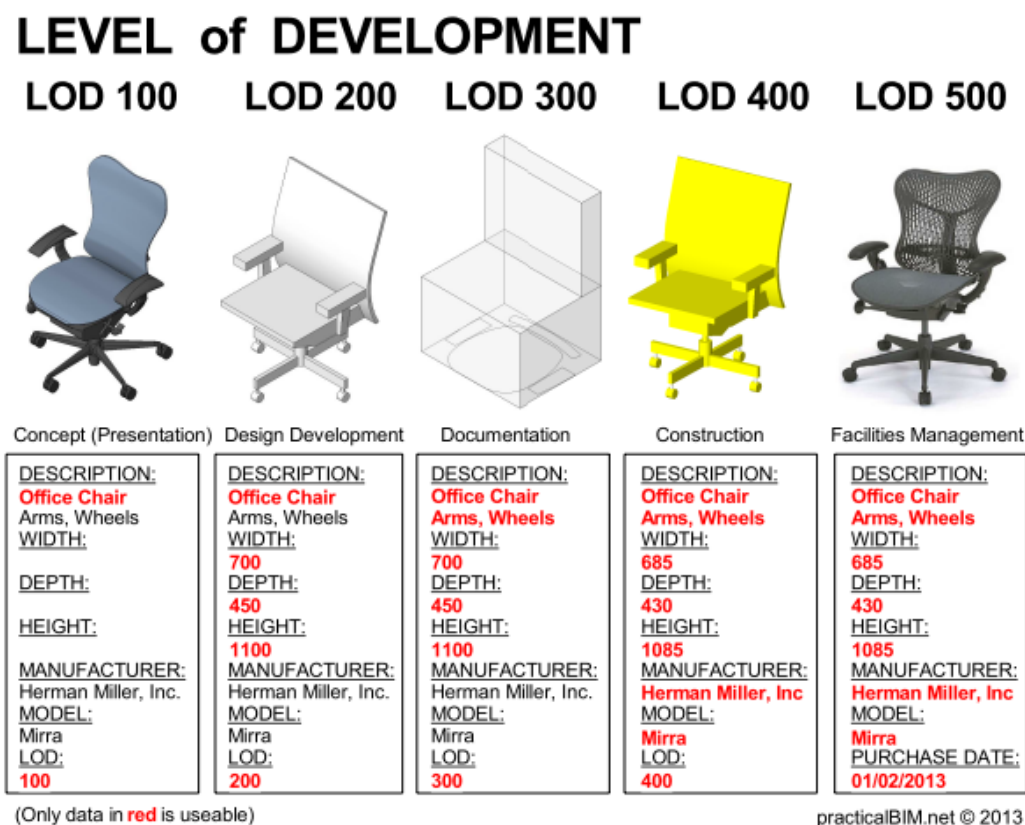 LEVEL of DEVELOPMENT
LOD 100 LOD 200 LOD 300 LOD 400 LOD 500
Concept (Presentation) Design Development Documentation Construction Facilities Management
DESCRIPTION:
Office Chair
Arms, Wheels
WIDTH:
DEPTH:
HEIGHT:
MANUFACTURER:
Herman Miller, Inc.
MODEL:
Mirra
LOD:
100
DESCRIPTION:
Office Chair
Arms, Wheels
WIDTH:
700
DEPTH:
450
HEIGHT:
1100
MANUFACTURER:
Herman Miller, Inc.
MODEL:
Mirra
LOD:
200
DESCRIPTION:
Office Chair
Arms, Wheels
WIDTH:
700
DEPTH:
450
HEIGHT:
1100
MANUFACTURER:
Herman Miller, Inc.
MODEL:
Mirra
LOD:
300
DESCRIPTION:
Office Chair
Arms, Wheels
WIDTH:
685
DEPTH:
430
HEIGHT:
1085
MANUFACTURER:
Herman Miller, Inc
MODEL:
Mirra
LOD:
400
DESCRIPTION:
Office Chair
Arms, Wheels
WIDTH:
685
DEPTH:
430
HEIGHT:
1085
MANUFACTURER:
Herman Miller, Inc
MODEL:
Mirra
PURCHASE DATE:
01/02/2013
(Only data in red is useable)
practicalBIM.net © 2013